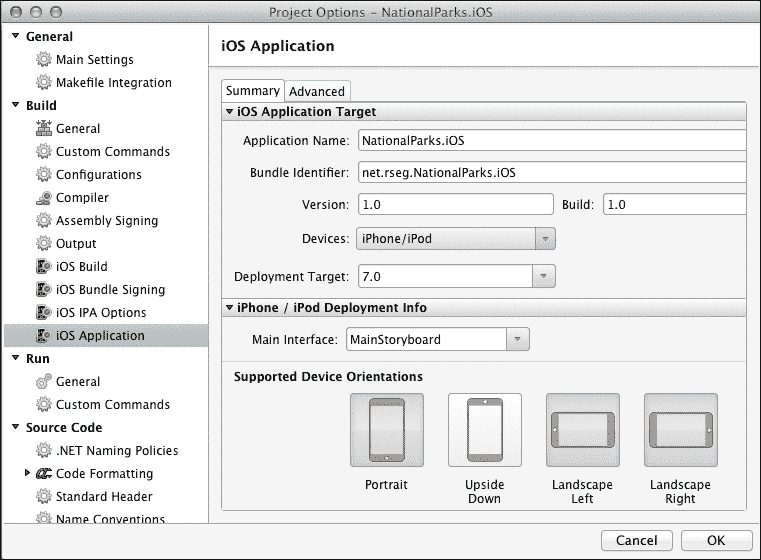 Project Options – NationalParks.iOS
General
Main Settings
Makefile Integration
Build
General
Custom Commands
Configurations
Compiler
Assembly Signing
Output
iOS Build
iOS Bundle Signing
iOS IPA Options
iOS Application
Run
General
Custom Commands
Source Code
.NET Naming Policies
Code Formatting
Standard Header
Name Conventions
iOS Application
Summary Advanced
iOS Application Target
Application Name: NationalParks.iOS
Bundle Identifier: net.rseg.NationalParks.iOS
Version: 1.0 Build: 1.0
Devices: iPhone/iPod
Deployment Target: 7.0
iPhone / iPod Deployment Info
Main Interface: MainStoryboard
Supported Device Orientations
Portrait
Upside Down
Landscape Left
Landscape Right
Cancel OK